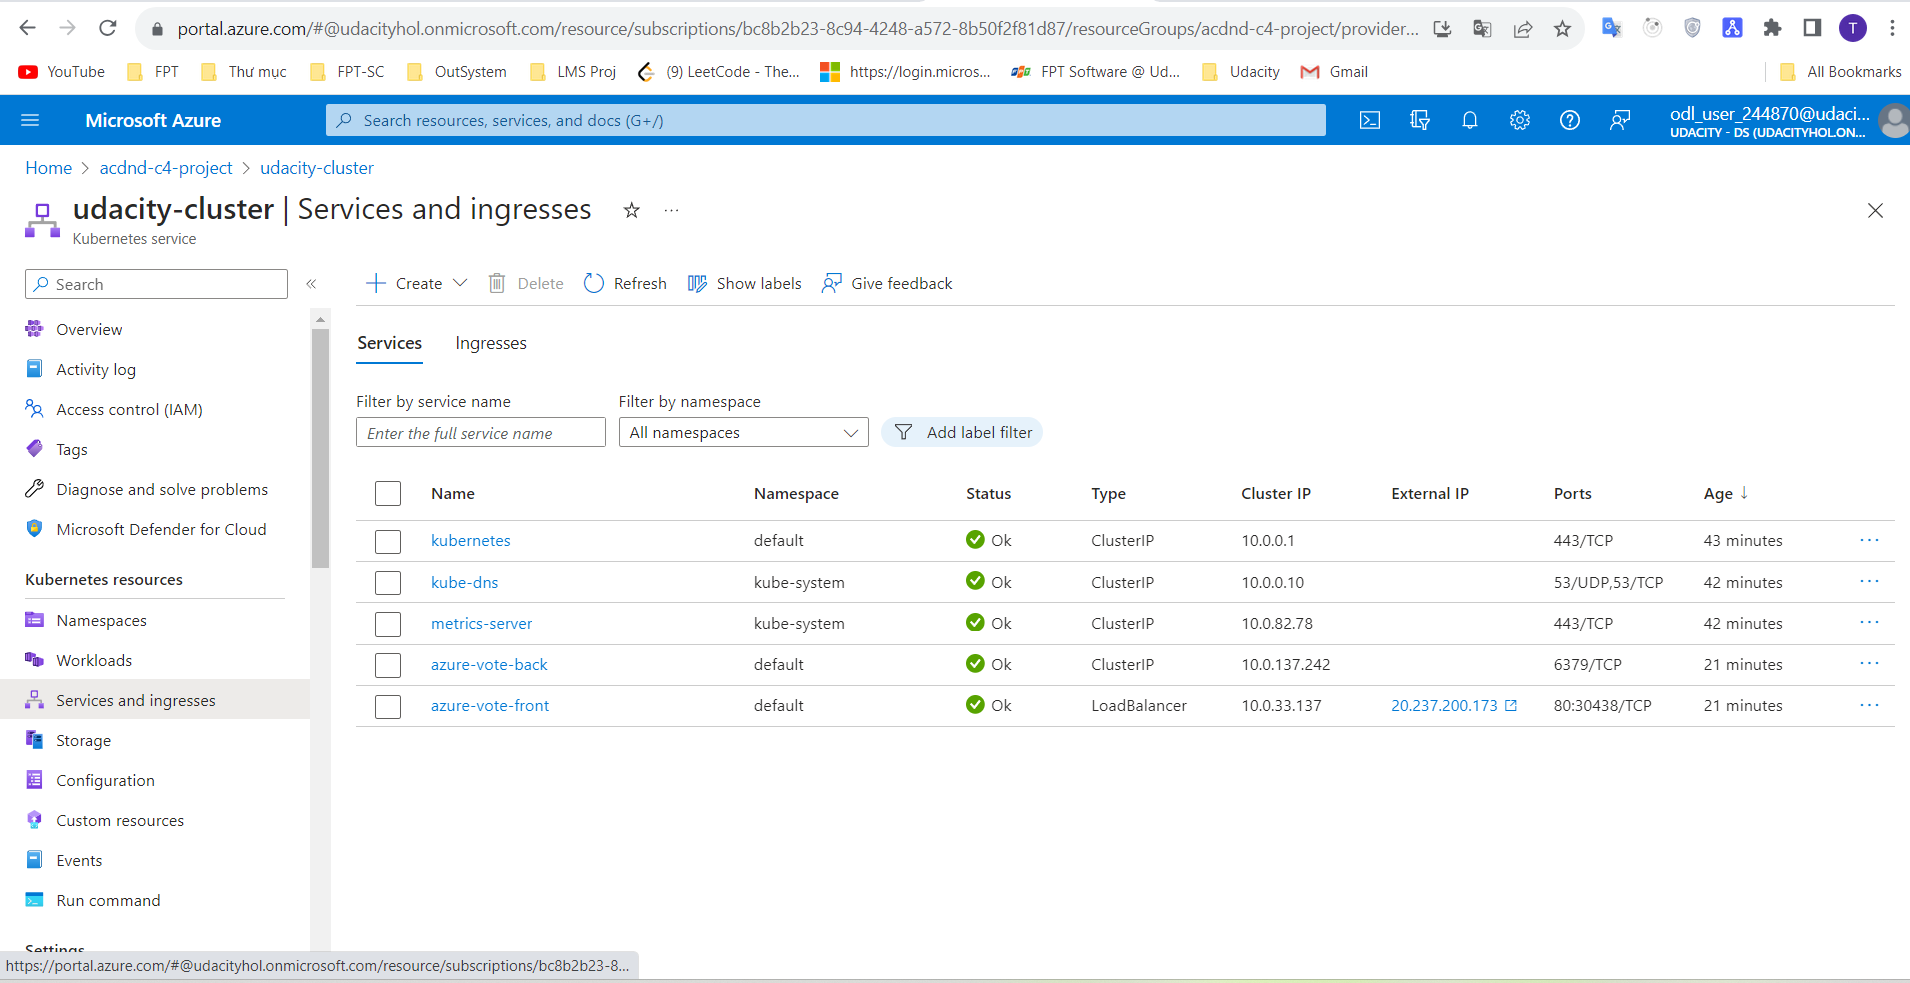 portal.azure.com/#@udacityhol.onmicrosoft.com/resource/subscriptions/bc8b2b23-8c94-4248-a572-8b50f2f81d87/resourceGroups/acdnd-c4-project/provider...
T
YouTube FPT Thư mục FPT-SC OutSystem LMS Proj (9) LeetCode - The... https://login.micros... FPT Software @ Ud... Udacity Gmail All Bookmarks
Microsoft Azure
Search resources, services, and docs (G+/)
odl_user_244870@udaci...
UDACITY - DS (UDACITYHOL.ON...
Home > acdnd-c4-project > udacity-cluster
udacity-cluster | Services and ingresses ☆ ...
Kubernetes service
Search «
Overview
Activity log
Access control (IAM)
Tags
Diagnose and solve problems
Microsoft Defender for Cloud
Kubernetes resources
Namespaces
Workloads
Services and ingresses
Storage
Configuration
Custom resources
Events
Run command
Settings
Create Delete Refresh Show labels Give feedback
Services Ingresses
Filter by service name Filter by namespace
Enter the full service name All namespaces Add label filter
Name Namespace Status Type Cluster IP External IP Ports Age ↓
kubernetes default Ok ClusterIP 10.0.0.1 443/TCP 43 minutes ...
kube-dns kube-system Ok ClusterIP 10.0.0.10 53/UDP,53/TCP 42 minutes ...
metrics-server kube-system Ok ClusterIP 10.0.82.78 443/TCP 42 minutes ...
azure-vote-back default Ok ClusterIP 10.0.137.242 6379/TCP 21 minutes ...
azure-vote-front default Ok LoadBalancer 10.0.33.137 20.237.200.173 80:30438/TCP 21 minutes ...
https://portal.azure.com/#@udacityhol.onmicrosoft.com/resource/subscriptions/bc8b2b23-8...